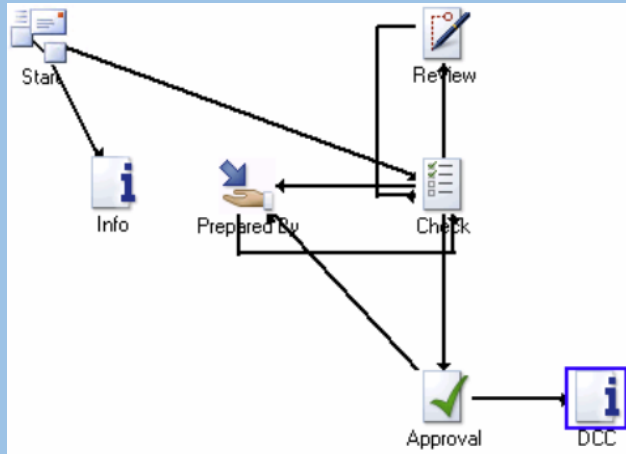 Start
Review
Info
Prepared By
Check
Approval
DCC